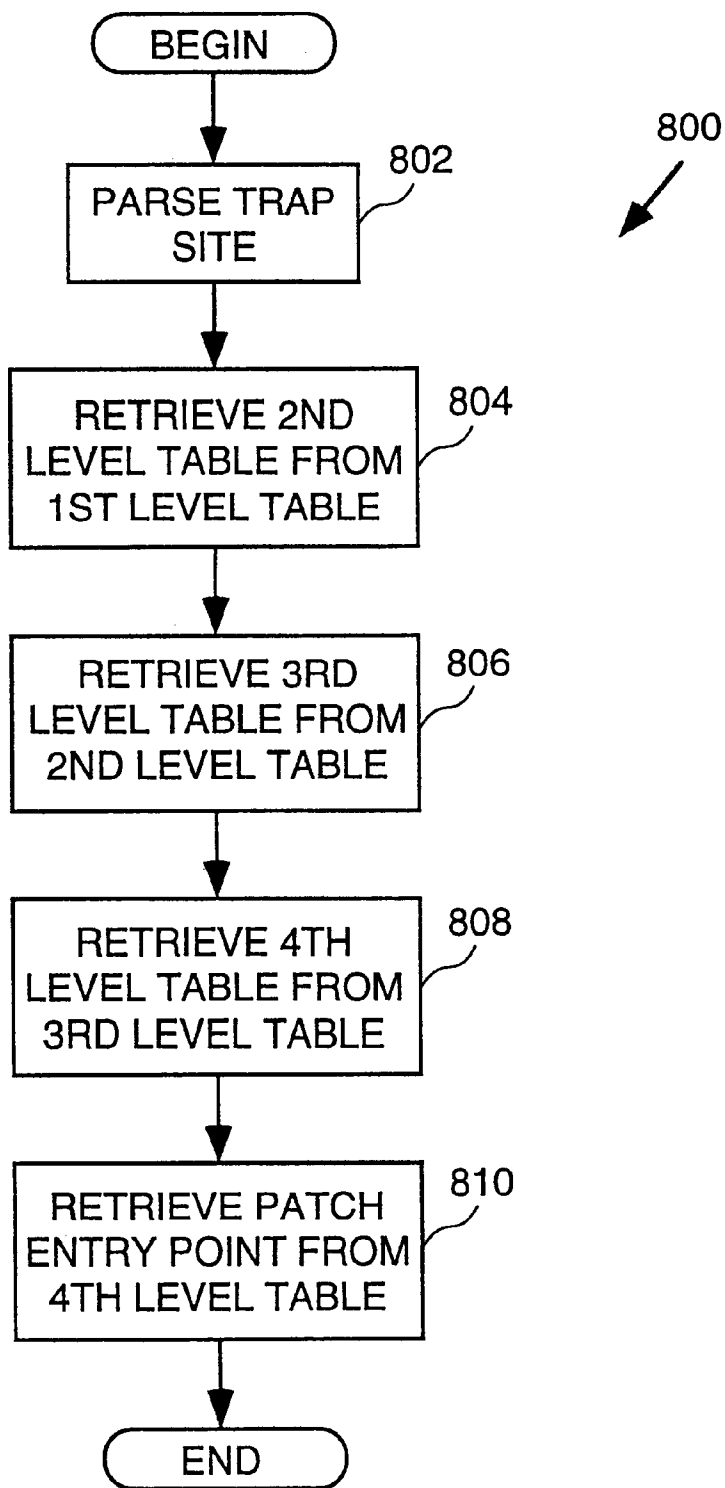 BEGIN
800
802
PARSE TRAP
SITE
804
RETRIEVE 2ND
LEVEL TABLE FROM
1ST LEVEL TABLE
806
RETRIEVE 3RD
LEVEL TABLE FROM
2ND LEVEL TABLE
808
RETRIEVE 4TH
LEVEL TABLE FROM
3RD LEVEL TABLE
810
RETRIEVE PATCH
ENTRY POINT FROM
4TH LEVEL TABLE
END